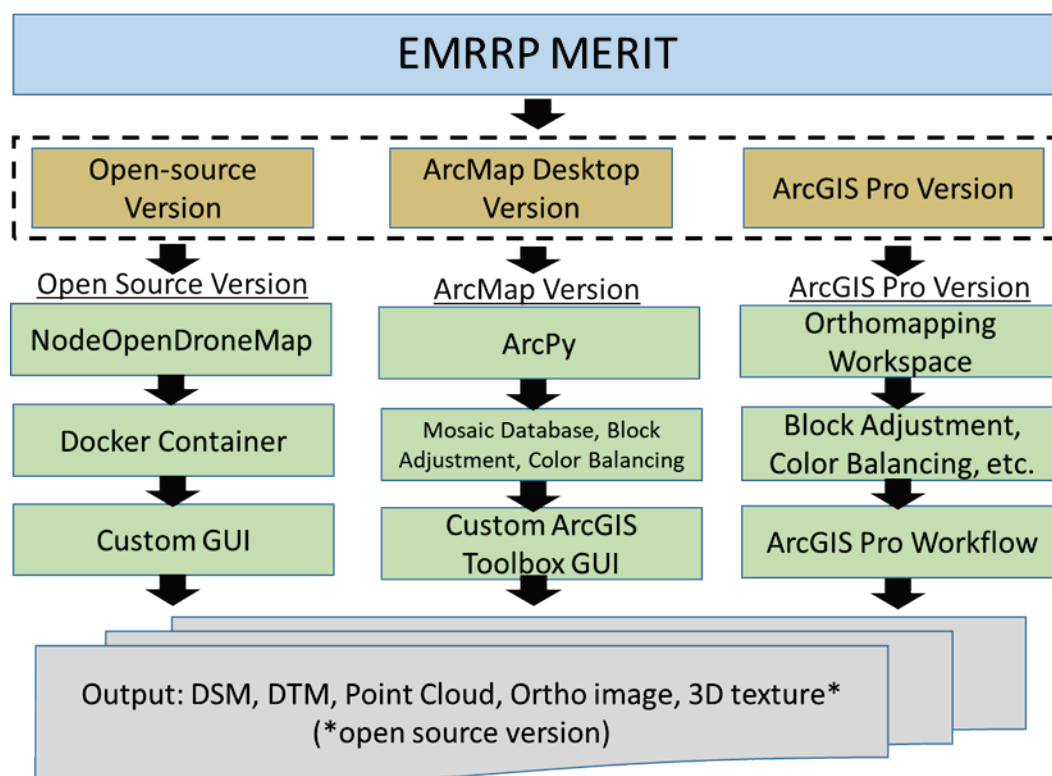 EMRRP MERIT
Open-source
Version
ArcMap Desktop
Version
ArcGIS Pro Version
Open Source Version
NodeOpenDroneMap
Docker Container
Custom GUI
ArcMap Version
ArcPy
Mosaic Database, Block
Adjustment, Color Balancing
Custom ArcGIS
Toolbox GUI
ArcGIS Pro Version
Orthomapping
Workspace
Block Adjustment,
Color Balancing, etc.
ArcGIS Pro Workflow
Output: DSM, DTM, Point Cloud, Ortho image, 3D texture*
(*open source version)